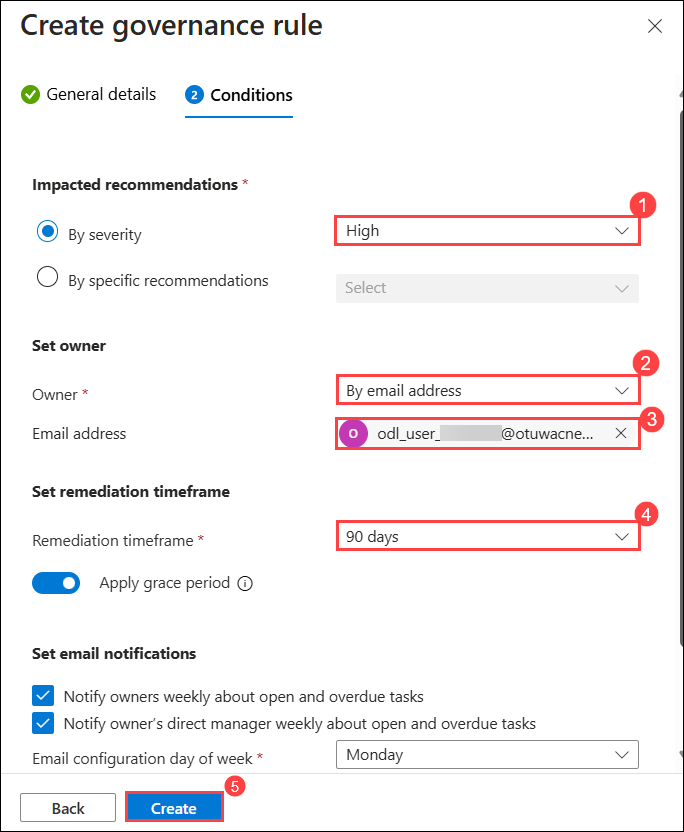 Create governance rule
General details
2 Conditions
Impacted recommendations *
1
By severity
High
By specific recommendations
Select
Set owner
2
Owner *
By email address
3
Email address
O odl_user_ @otuwacne...
Set remediation timeframe
4
Remediation timeframe *
90 days
Apply grace period
Set email notifications
Notify owners weekly about open and overdue tasks
Notify owner's direct manager weekly about open and overdue tasks
Email configuration day of week *
Monday
5
Back
Create